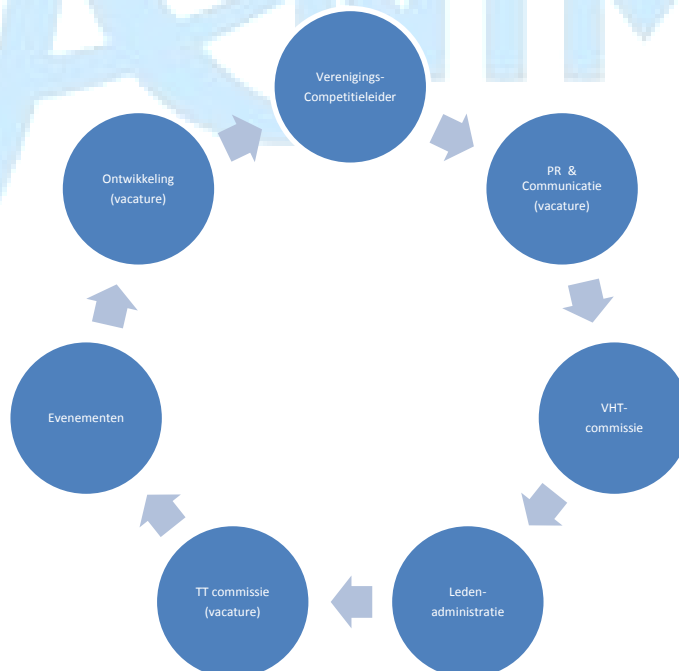 Verenigings-
Competitieleider
PR &
Communicatie
(vacature)
VHT-
commissie
Leden-
administratie
TT commissie
(vacature)
Evenementen
Ontwikkeling
(vacature)